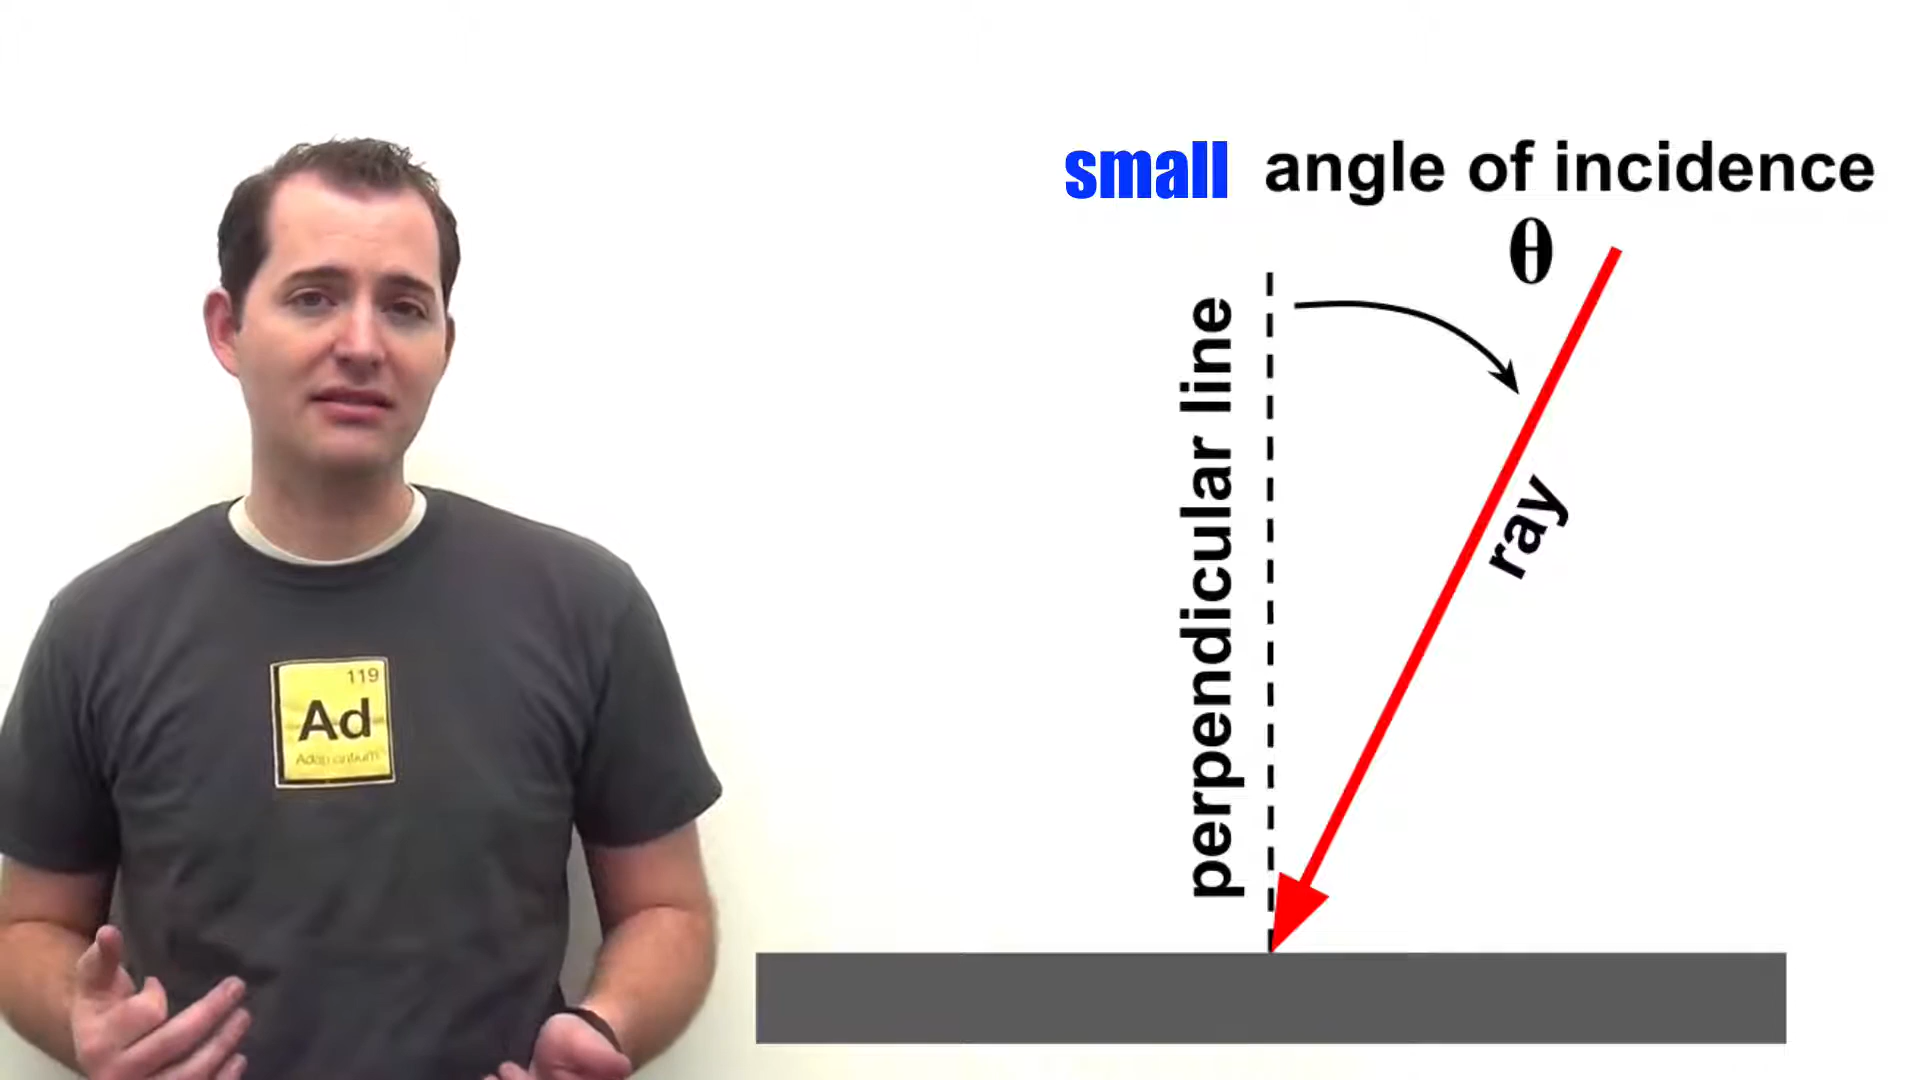 small angle of incidence
θ
perpendicular line
ray
119
Ad